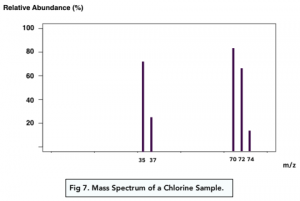 Relative Abundance (%)
100
80
60
40
20
35 37 70 72 74
m/z
Fig 7. Mass Spectrum of a Chlorine Sample.